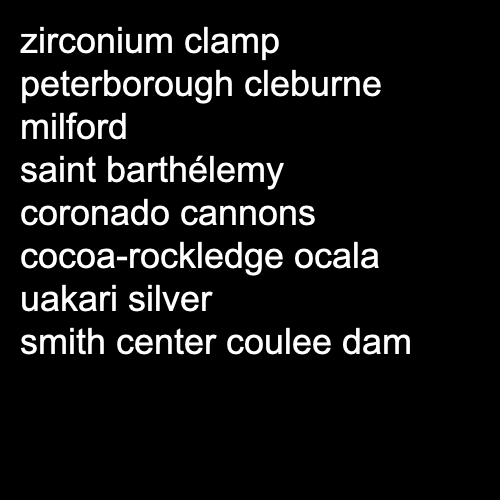 zirconium clamp
peterborough cleburne
milford
saint barthélemy
coronado cannons
cocoa-rockledge ocala
uakari silver
smith center coulee dam